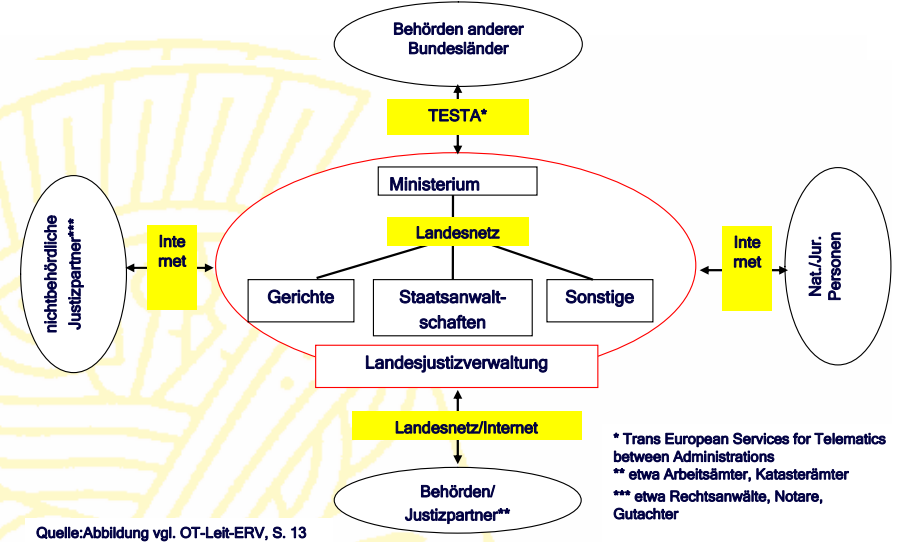 Behörden anderer
Bundesländer
TESTA*
Ministerium
nichtbehördliche
Justizpartner***
Inte
rnet
Landesnetz
Inte
rnet
Nat./Jur.
Personen
Gerichte
Staatsanwalt-
schaften
Sonstige
Landesjustizverwaltung
Landesnetz/Internet
Behörden/
Justizpartner**
* Trans European Services for Telematics
between Administrations
** etwa Arbeitsämter, Katasterämter
*** etwa Rechtsanwälte, Notare,
Gutachter
Quelle:Abbildung vgl. OT-Leit-ERV, S. 13